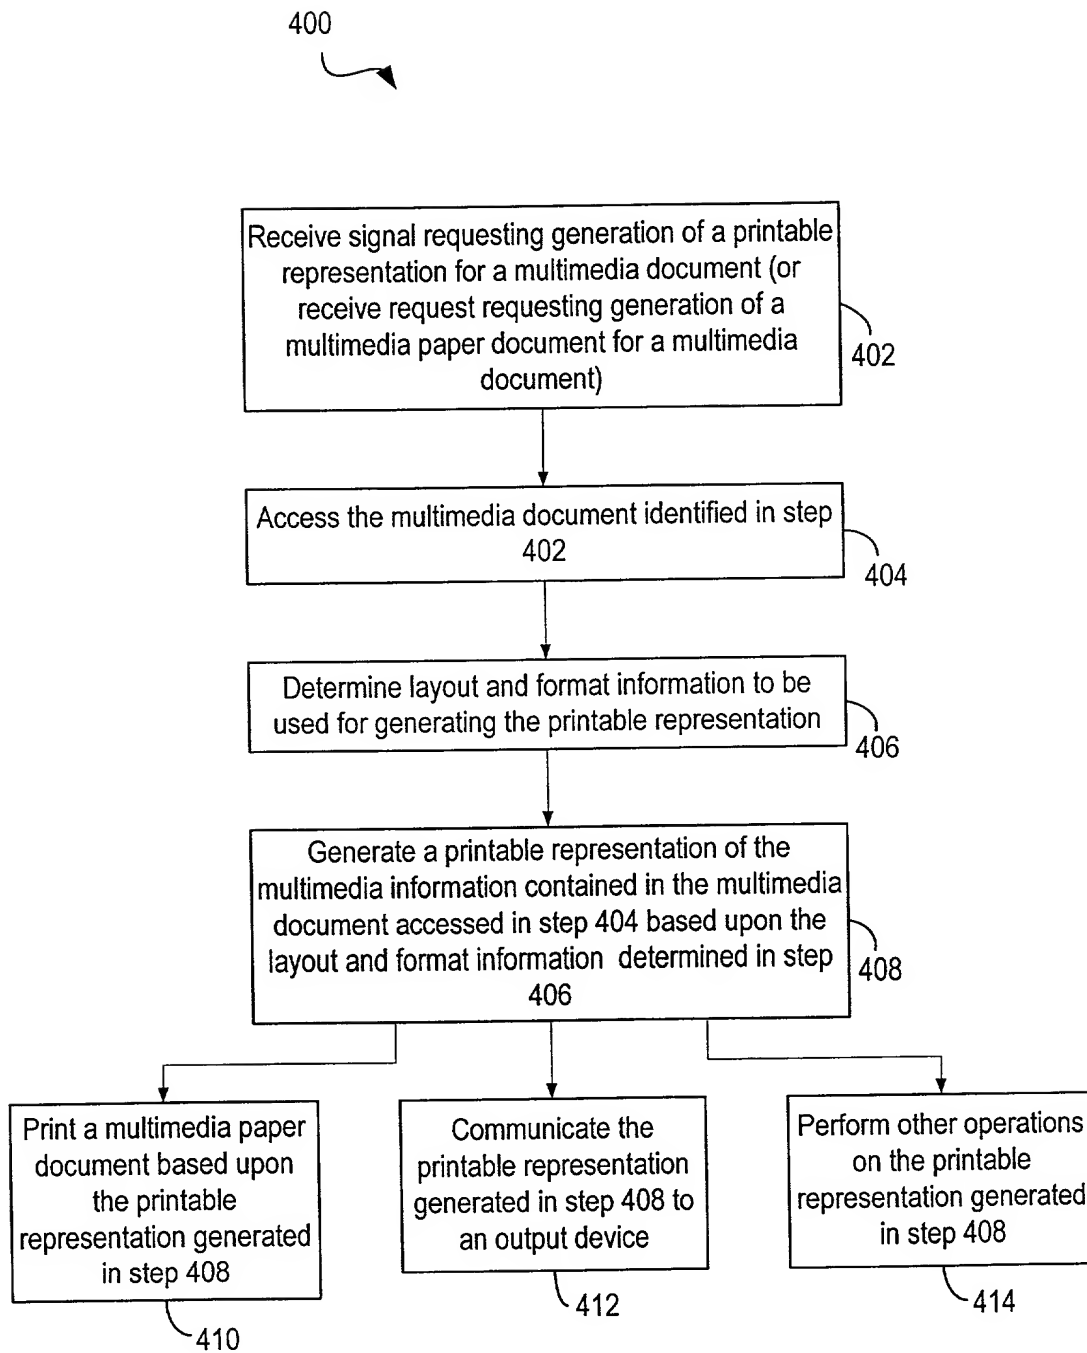 400
Receive signal requesting generation of a printable
representation for a multimedia document (or
receive request requesting generation of a
multimedia paper document for a multimedia
document)
402
Access the multimedia document identified in step
402
404
Determine layout and format information to be
used for generating the printable representation
406
Generate a printable representation of the
multimedia information contained in the multimedia
document accessed in step 404 based upon the
layout and format information determined in step
406
408
Print a multimedia paper
document based upon
the printable
representation generated
in step 408
410
Communicate the
printable representation
generated in step 408 to
an output device
412
Perform other operations
on the printable
representation generated
in step 408
414